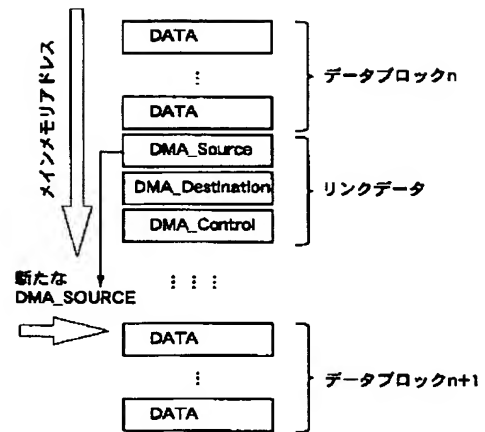 DATA
⋮
DATA
データブロックn
メインメモリアドレス
DMA_Source
DMA_Destination
DMA_Control
リンクデータ
新たな
DMA_SOURCE
⋮ ⋮ ⋮
DATA
⋮
DATA
データブロックn+1